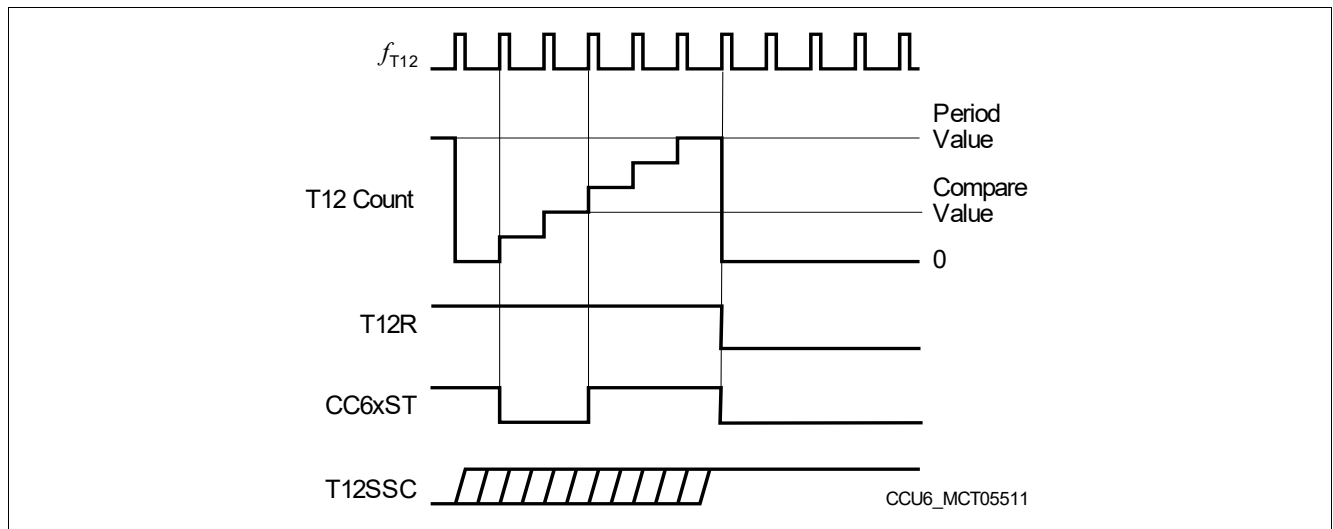 fT12
Period
Value
T12 Count
Compare
Value
0
T12R
CC6xST
T12SSC
CCU6_MCT05511